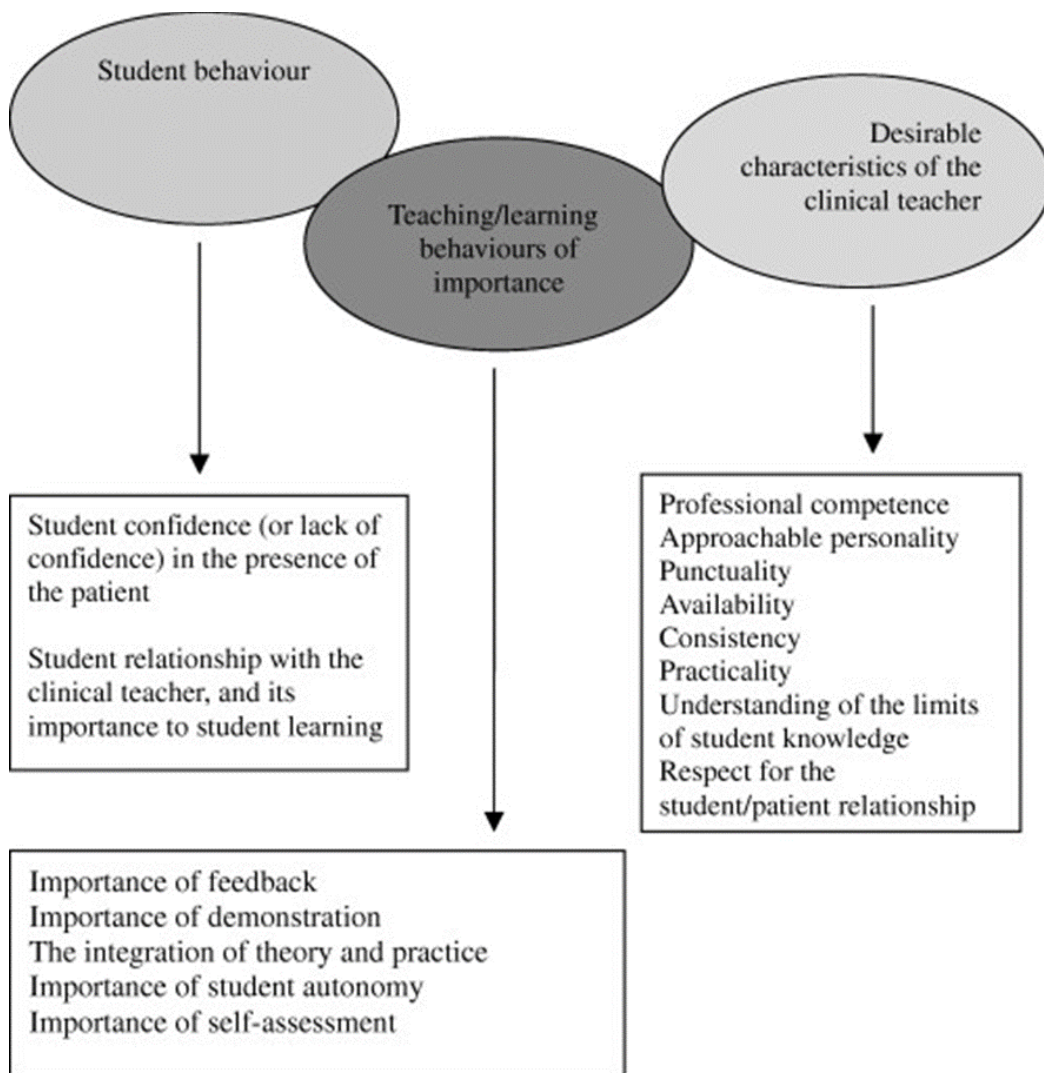 Student behaviour
Teaching/learning
behaviours of
importance
Desirable
characteristics of the
clinical teacher
Student confidence (or lack of
confidence) in the presence of
the patient
Student relationship with the
clinical teacher, and its
importance to student learning
Professional competence
Approachable personality
Punctuality
Availability
Consistency
Practicality
Understanding of the limits
of student knowledge
Respect for the
student/patient relationship
Importance of feedback
Importance of demonstration
The integration of theory and practice
Importance of student autonomy
Importance of self-assessment